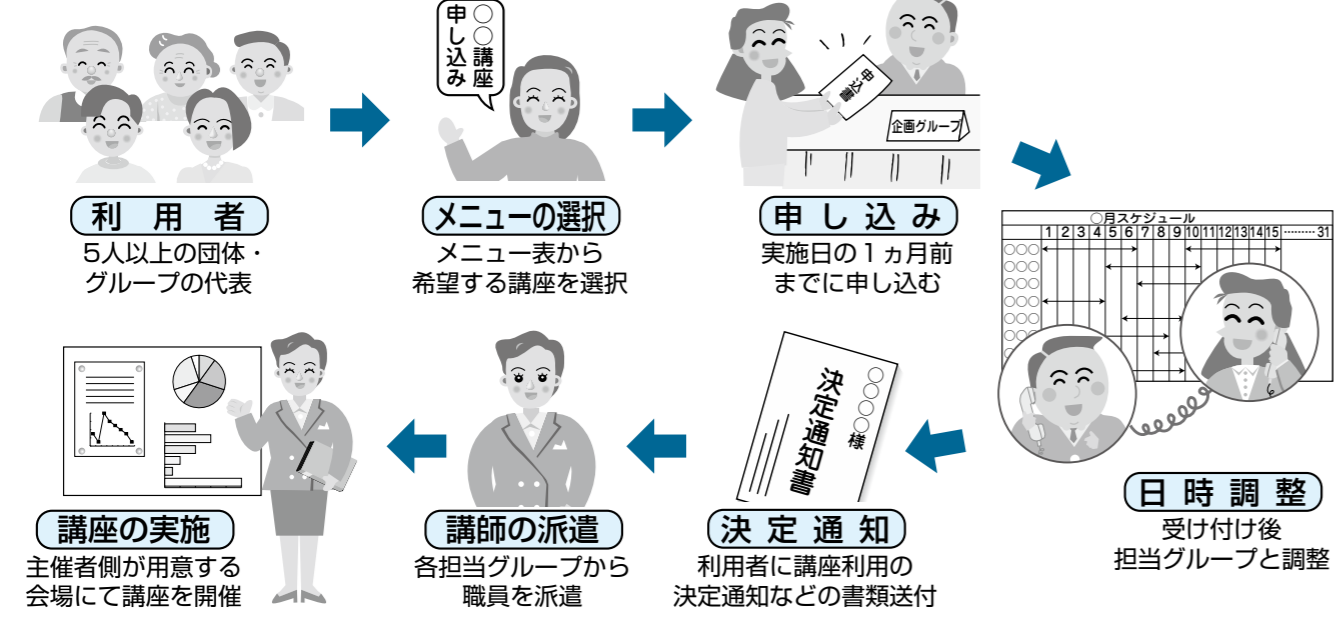 ○○講座
申し込み
申込書
企画グループ
利用者
5人以上の団体・
グループの代表
メニューの選択
メニュー表から
希望する講座を選択
申し込み
実施日の1ヵ月前
までに申し込む
○月スケジュール
1 2 3 4 5 6 7 8 9 10 11 12 13 14 15 ……… 31
○○○
○○○
○○○
○○○
○○○
○○○
日時調整
受け付け後
担当グループと調整
○○○○様
決定通知書
決定通知
利用者に講座利用の
決定通知などの書類送付
講師の派遣
各担当グループから
職員を派遣
講座の実施
主催者側が用意する
会場にて講座を開催